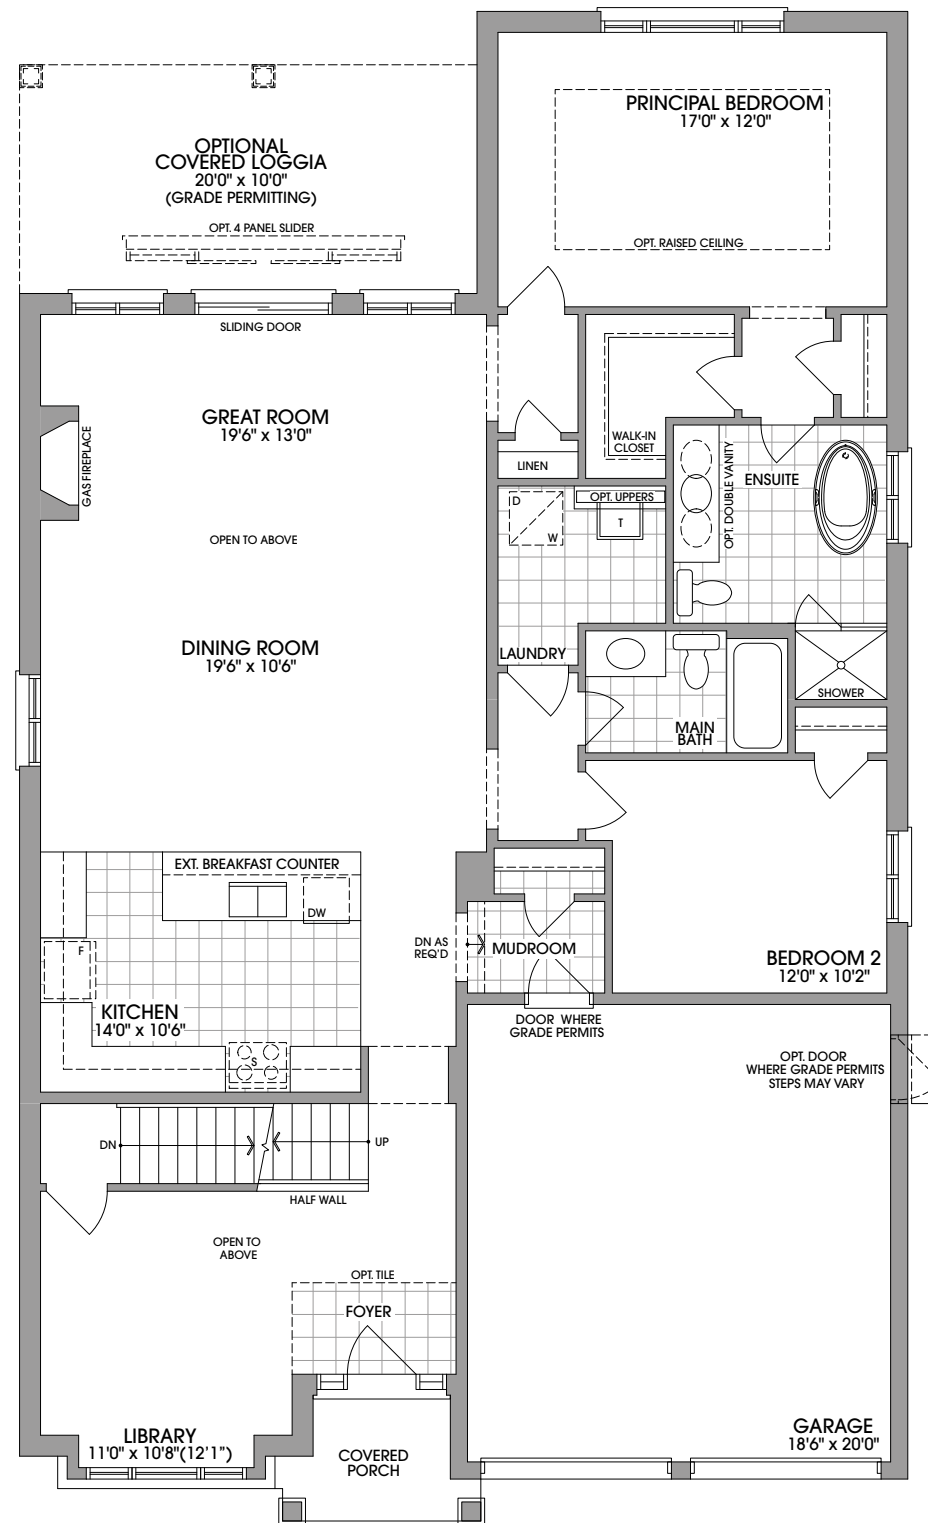 PRINCIPAL BEDROOM
17'0" x 12'0"
OPT. RAISED CEILING
OPTIONAL
COVERED LOGGIA
20'0" x 10'0"
(GRADE PERMITTING)
OPT. 4 PANEL SLIDER
SLIDING DOOR
GREAT ROOM
19'6" x 13'0"
GAS FIREPLACE
OPEN TO ABOVE
DINING ROOM
19'6" x 10'6"
WALK-IN
CLOSET
LINEN
OPT. DOUBLE VANITY
ENSUITE
D
W
OPT. UPPERS
T
LAUNDRY
SHOWER
MAIN
BATH
EXT. BREAKFAST COUNTER
DW
F
KITCHEN
14'0" x 10'6"
S
DN AS
REQ'D
MUDROOM
BEDROOM 2
12'0" x 10'2"
DOOR WHERE
GRADE PERMITS
OPT. DOOR
WHERE GRADE PERMITS
STEPS MAY VARY
DN
UP
HALF WALL
OPEN TO
ABOVE
OPT. TILE
FOYER
LIBRARY
11'0" x 10'8"(12'1")
COVERED
PORCH
GARAGE
18'6" x 20'0"